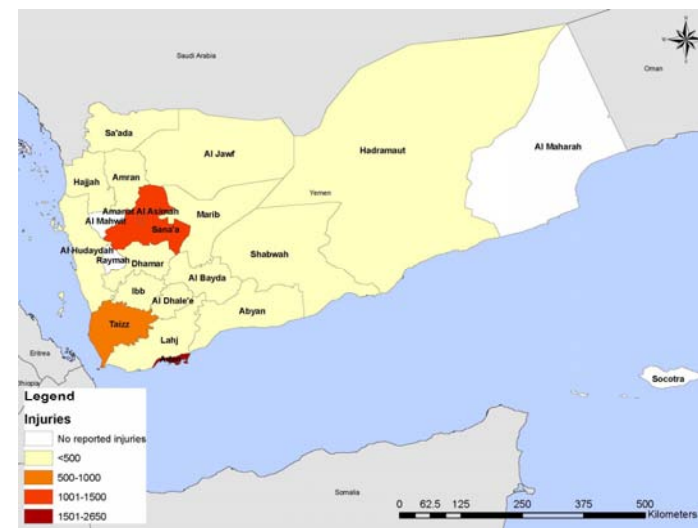 Saudi Arabia
Oman
Sa'ada
Al Jawf
Hadramaut
Al Maharah
Hajjah
Amran
Yemen
Amanat Al Asimah
Marib
Al Mahwat
Sana'a
Al Hudaydah
Raymah
Dhamar
Shabwah
Al Bayda
Ibb
Al Dhale'e
Abyan
Taizz
Lahj
Aden
Eritrea
Socotra
Somalia
Legend
Injuries
No reported injuries
<500
500-1000
1001-1500
1501-2650
0 62.5 125 250 375 500
Kilometers